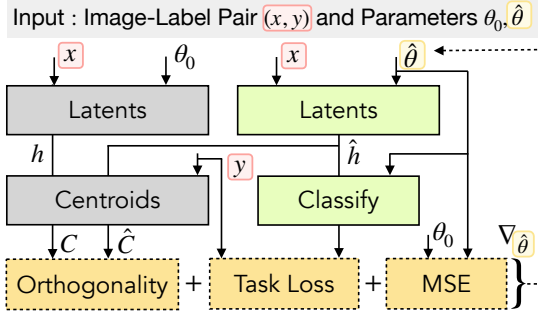 Input : Image-Label Pair (x, y) and Parameters θ₀, θ̂
x θ₀ x θ̂
Latents Latents
h ĥ
y
Centroids Classify
C Ĉ θ₀ ∇θ̂
Orthogonality + Task Loss + MSE }